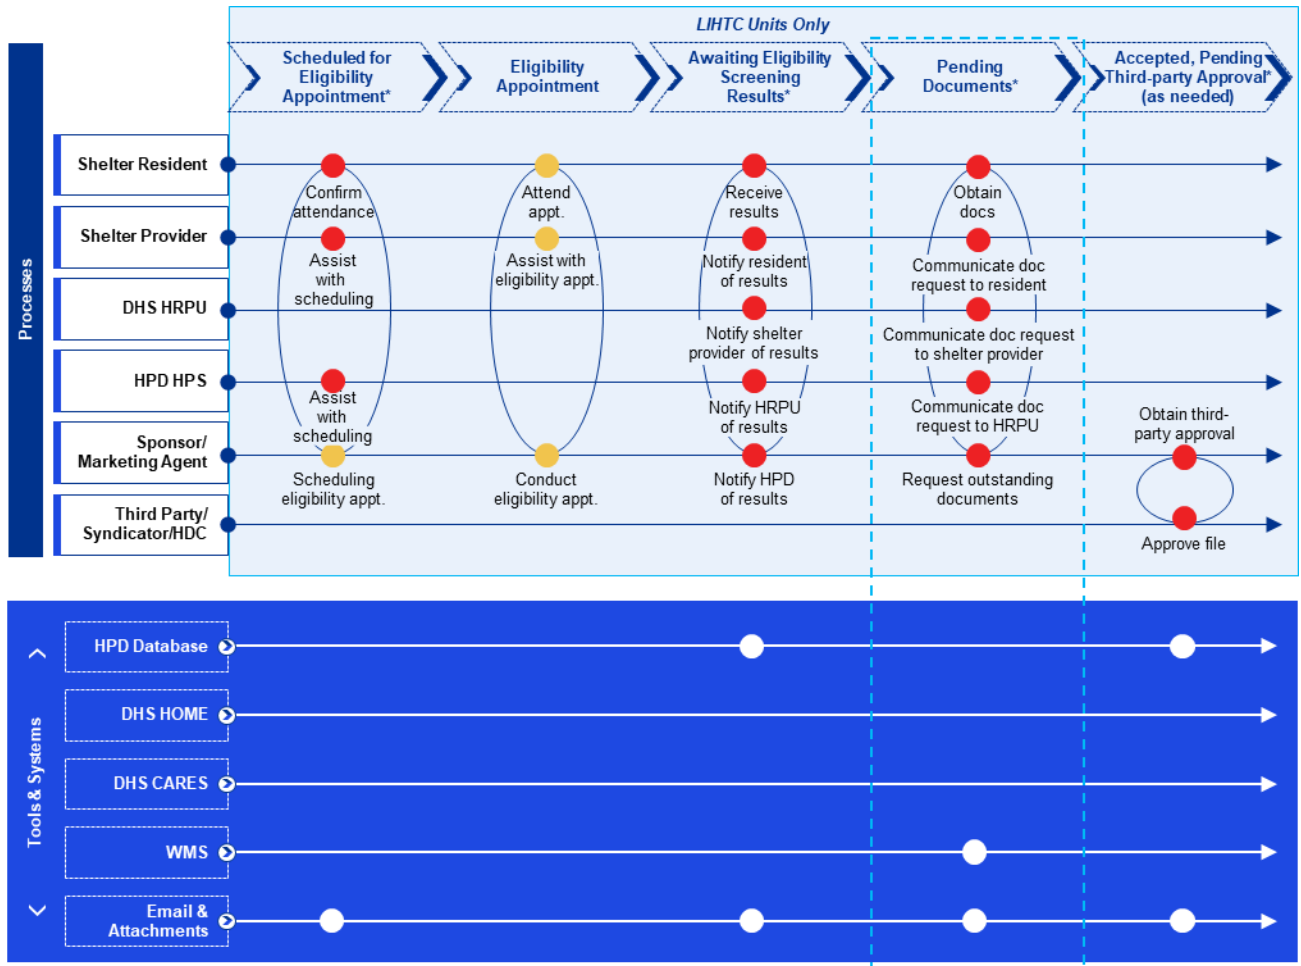 LIHTC Units Only
Scheduled for
Eligibility
Appointment*
Eligibility
Appointment
Awaiting Eligibility
Screening
Results*
Pending
Documents*
Accepted, Pending
Third-party Approval*
(as needed)
Processes
Shelter Resident
Confirm
attendance
Attend
appt.
Receive
results
Obtain
docs
Shelter Provider
Assist
with
scheduling
Assist with
eligibility appt.
Notify resident
of results
Communicate doc
request to resident
DHS HRPU
Notify shelter
provider of results
Communicate doc request
to shelter provider
HPD HPS
Assist
with
scheduling
Notify HRPU
of results
Communicate doc
request to HRPU
Obtain third-
party approval
Sponsor/
Marketing Agent
Scheduling
eligibility appt.
Conduct
eligibility appt.
Notify HPD
of results
Request outstanding
documents
Third Party/
Syndicator/HDC
Approve file
Tools & Systems
HPD Database
DHS HOME
DHS CARES
WMS
Email &
Attachments